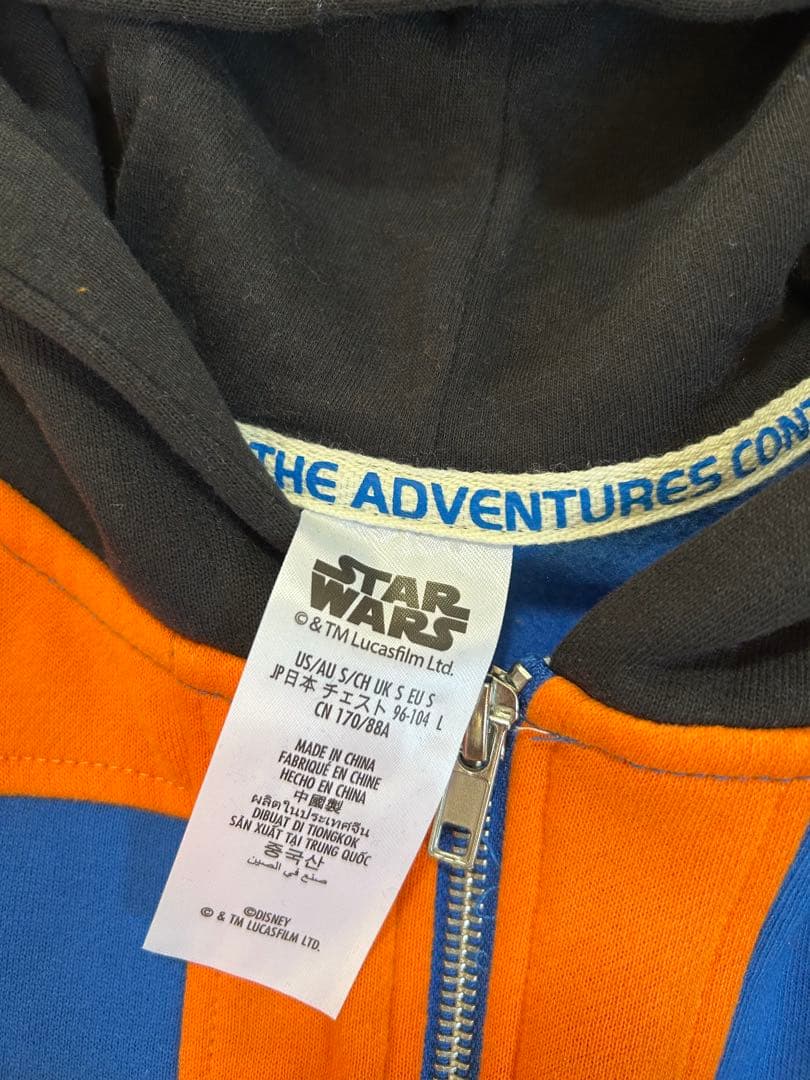 THE ADVENTURES CONT
STAR
WARS
© & TM Lucasfilm Ltd.
US/AU S/CH UK S EU S
JP日本 チェスト 96-104 L
CN 170/88A
MADE IN CHINA
FABRIQUÉ EN CHINE
HECHO EN CHINA
中國製
ผลิตในประเทศจีน
DIBUAT DI TIONGKOK
SẢN XUẤT TẠI TRUNG QUỐC
중국산
صنع في الصين
©DISNEY
© & TM LUCASFILM LTD.